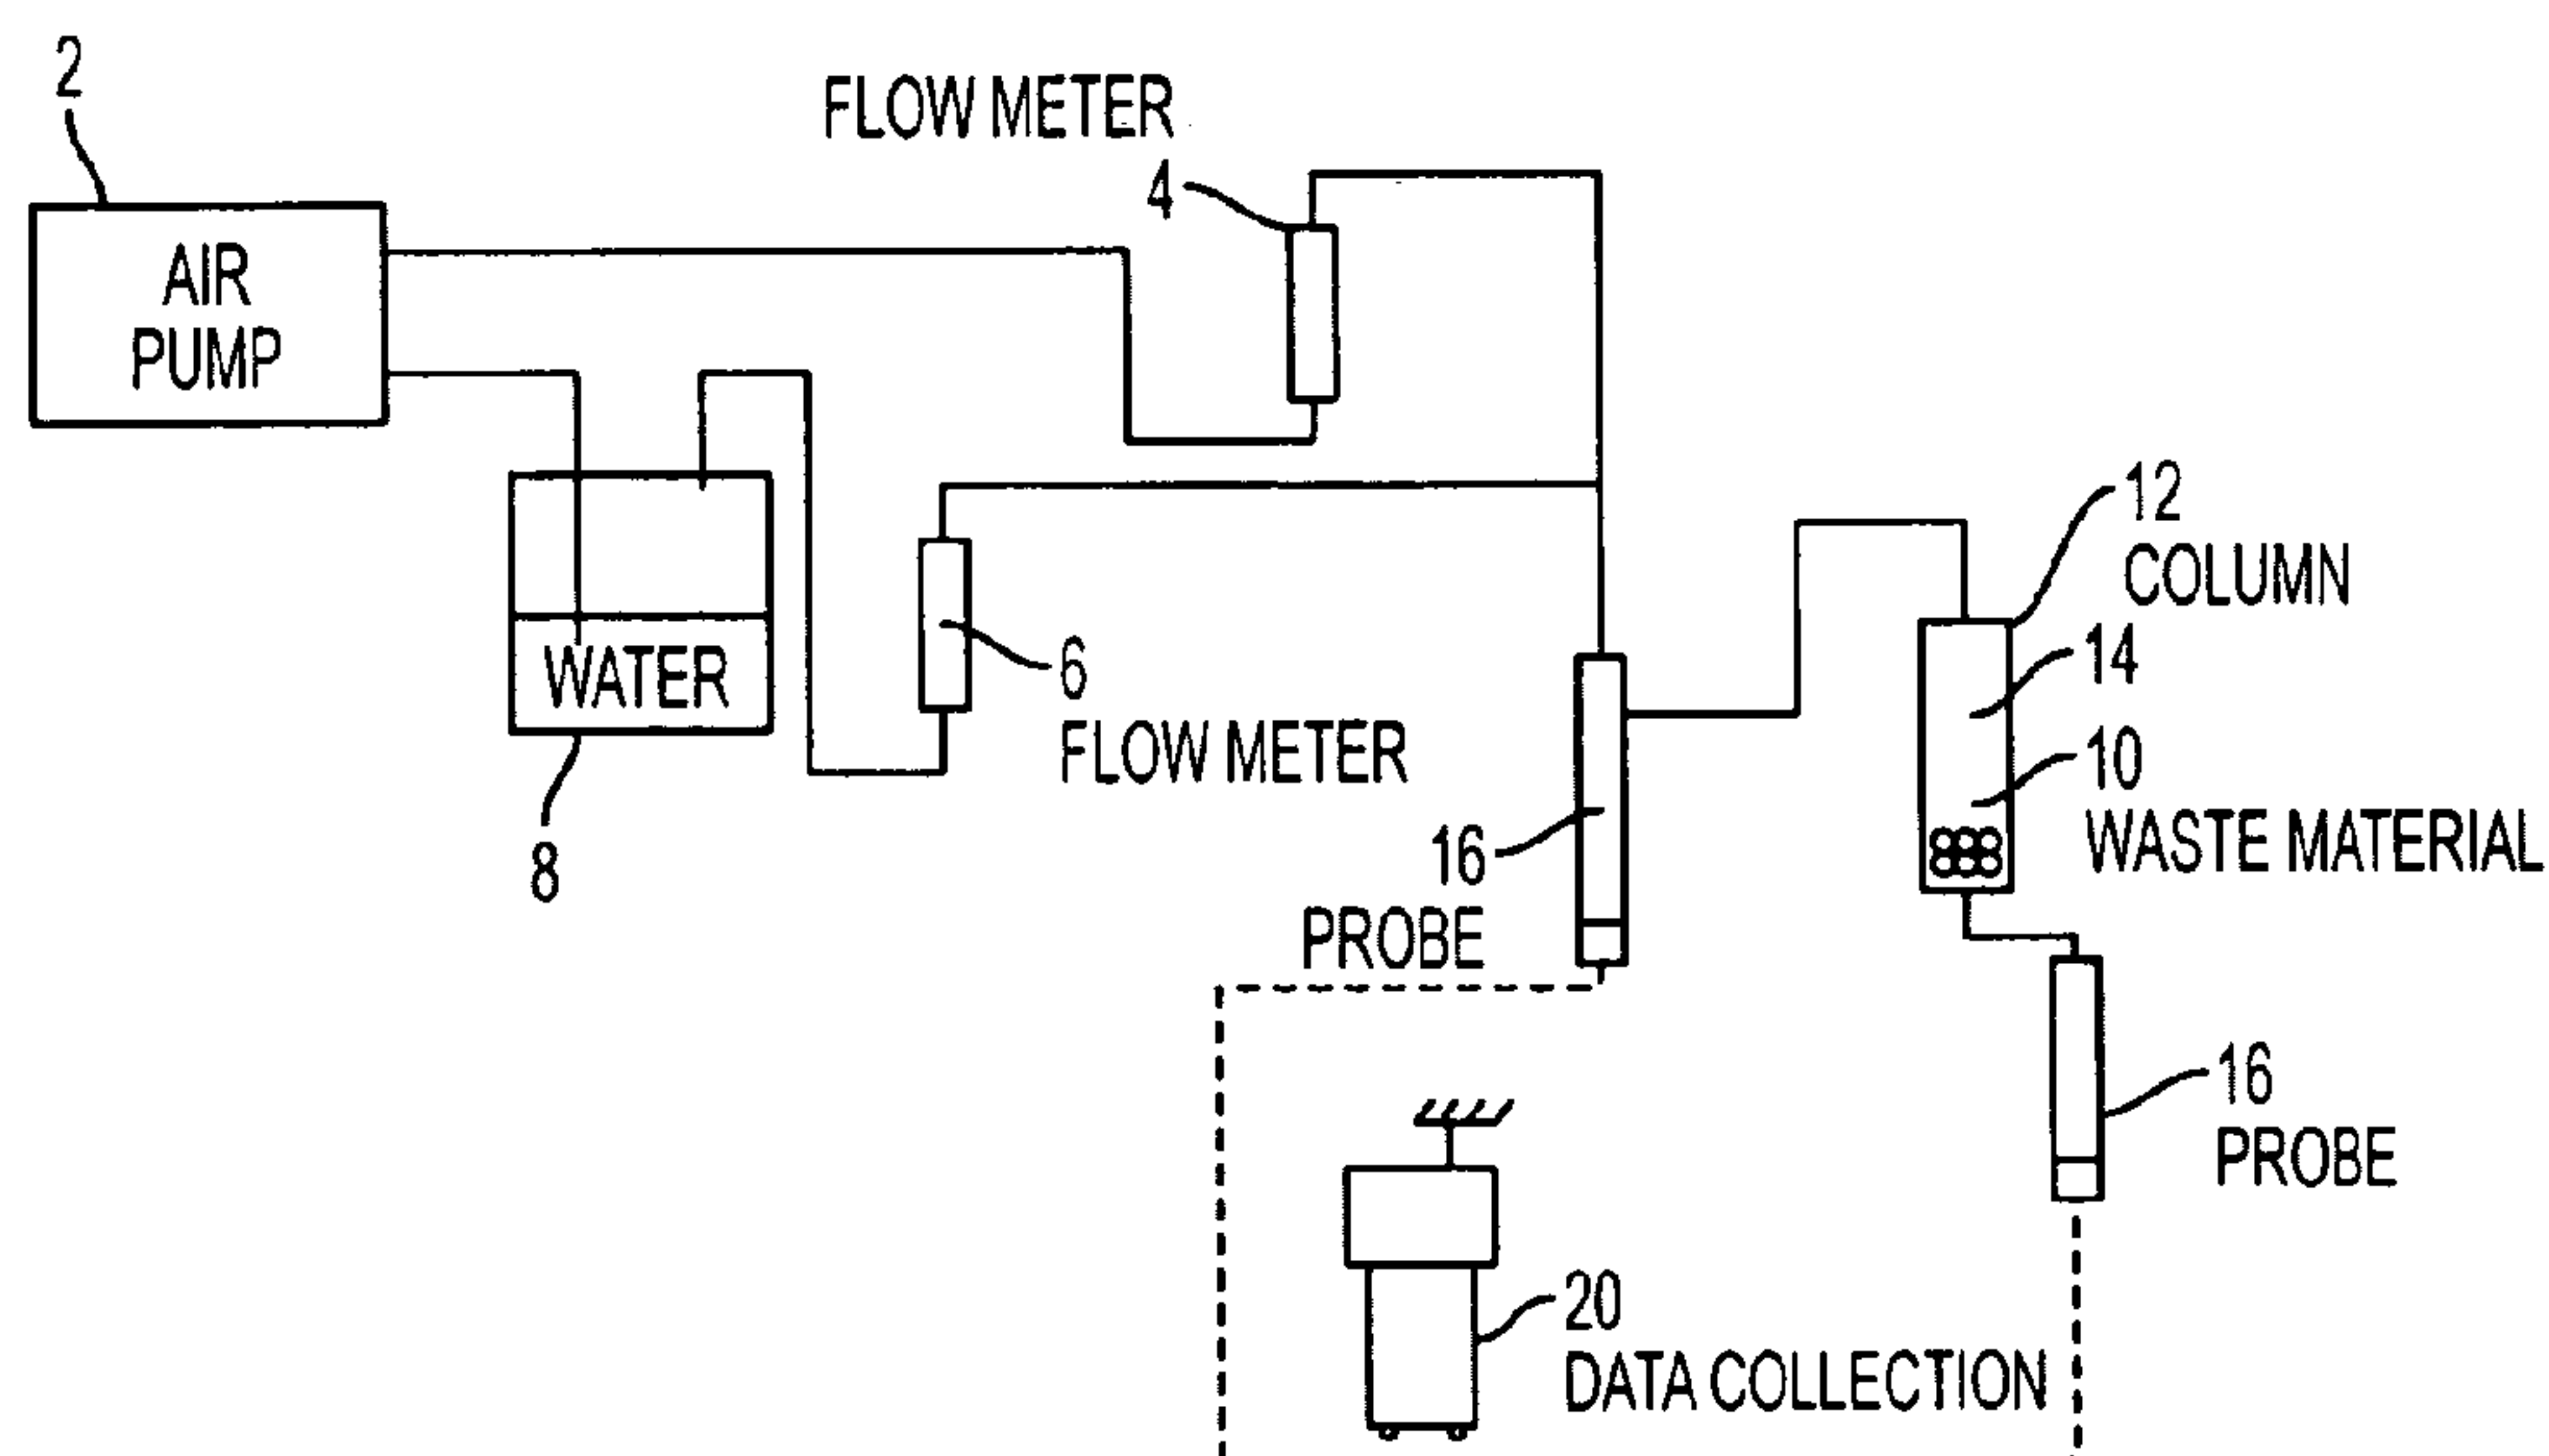 2
FLOW METER
4
AIR
PUMP
12
COLUMN
14
WATER
6
FLOW METER
10
WASTE MATERIAL
16
PROBE
8
16
PROBE
20
DATA COLLECTION